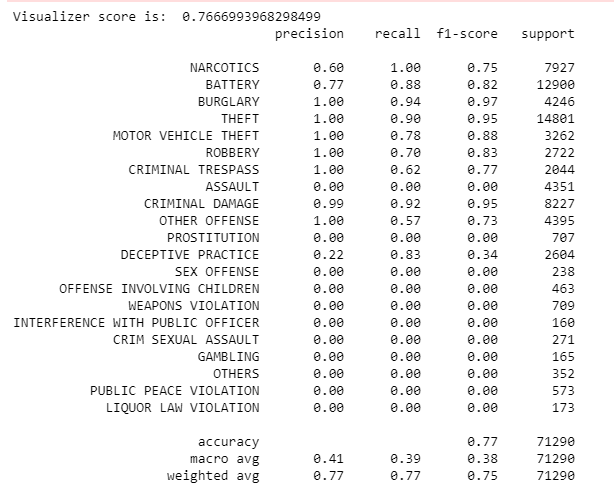 Visualizer score is:  0.7666993968298499
precision recall f1-score support
NARCOTICS 0.60 1.00 0.75 7927
BATTERY 0.77 0.88 0.82 12900
BURGLARY 1.00 0.94 0.97 4246
THEFT 1.00 0.90 0.95 14801
MOTOR VEHICLE THEFT 1.00 0.78 0.88 3262
ROBBERY 1.00 0.70 0.83 2722
CRIMINAL TRESPASS 1.00 0.62 0.77 2044
ASSAULT 0.00 0.00 0.00 4351
CRIMINAL DAMAGE 0.99 0.92 0.95 8227
OTHER OFFENSE 1.00 0.57 0.73 4395
PROSTITUTION 0.00 0.00 0.00 707
DECEPTIVE PRACTICE 0.22 0.83 0.34 2604
SEX OFFENSE 0.00 0.00 0.00 238
OFFENSE INVOLVING CHILDREN 0.00 0.00 0.00 463
WEAPONS VIOLATION 0.00 0.00 0.00 709
INTERFERENCE WITH PUBLIC OFFICER 0.00 0.00 0.00 160
CRIM SEXUAL ASSAULT 0.00 0.00 0.00 271
GAMBLING 0.00 0.00 0.00 165
OTHERS 0.00 0.00 0.00 352
PUBLIC PEACE VIOLATION 0.00 0.00 0.00 573
LIQUOR LAW VIOLATION 0.00 0.00 0.00 173
accuracy 0.77 71290
macro avg 0.41 0.39 0.38 71290
weighted avg 0.77 0.77 0.75 71290